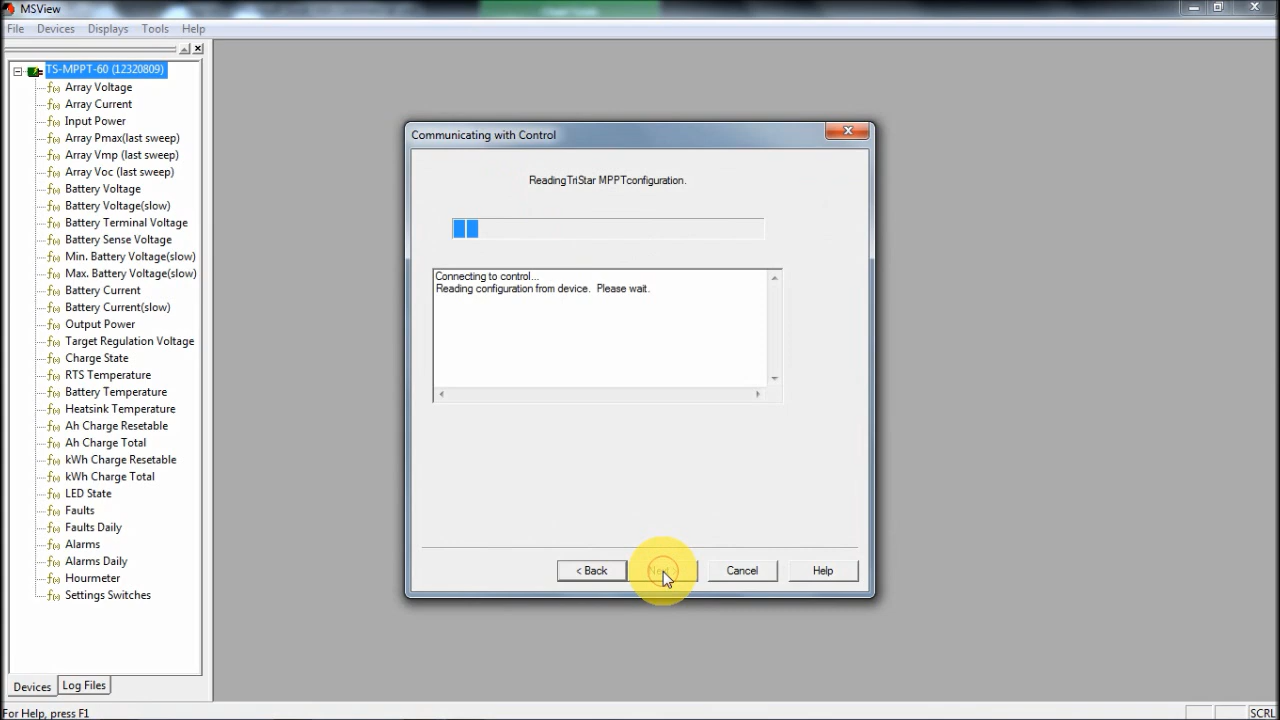 MSView
File Devices Displays Tools Help
TS-MPPT-60 (12320809)
Array Voltage
Array Current
Input Power
Array Pmax(last sweep)
Array Vmp (last sweep)
Array Voc (last sweep)
Battery Voltage
Battery Voltage(slow)
Battery Terminal Voltage
Battery Sense Voltage
Min. Battery Voltage(slow)
Max. Battery Voltage(slow)
Battery Current
Battery Current(slow)
Output Power
Target Regulation Voltage
Charge State
RTS Temperature
Battery Temperature
Heatsink Temperature
Ah Charge Resetable
Ah Charge Total
kWh Charge Resetable
kWh Charge Total
LED State
Faults
Faults Daily
Alarms
Alarms Daily
Hourmeter
Settings Switches
Devices Log Files
Communicating with Control
ReadingTriStar MPPTconfiguration.
Connecting to control...
Reading configuration from device. Please wait.
< Back Cancel Help
For Help, press F1
SCRL